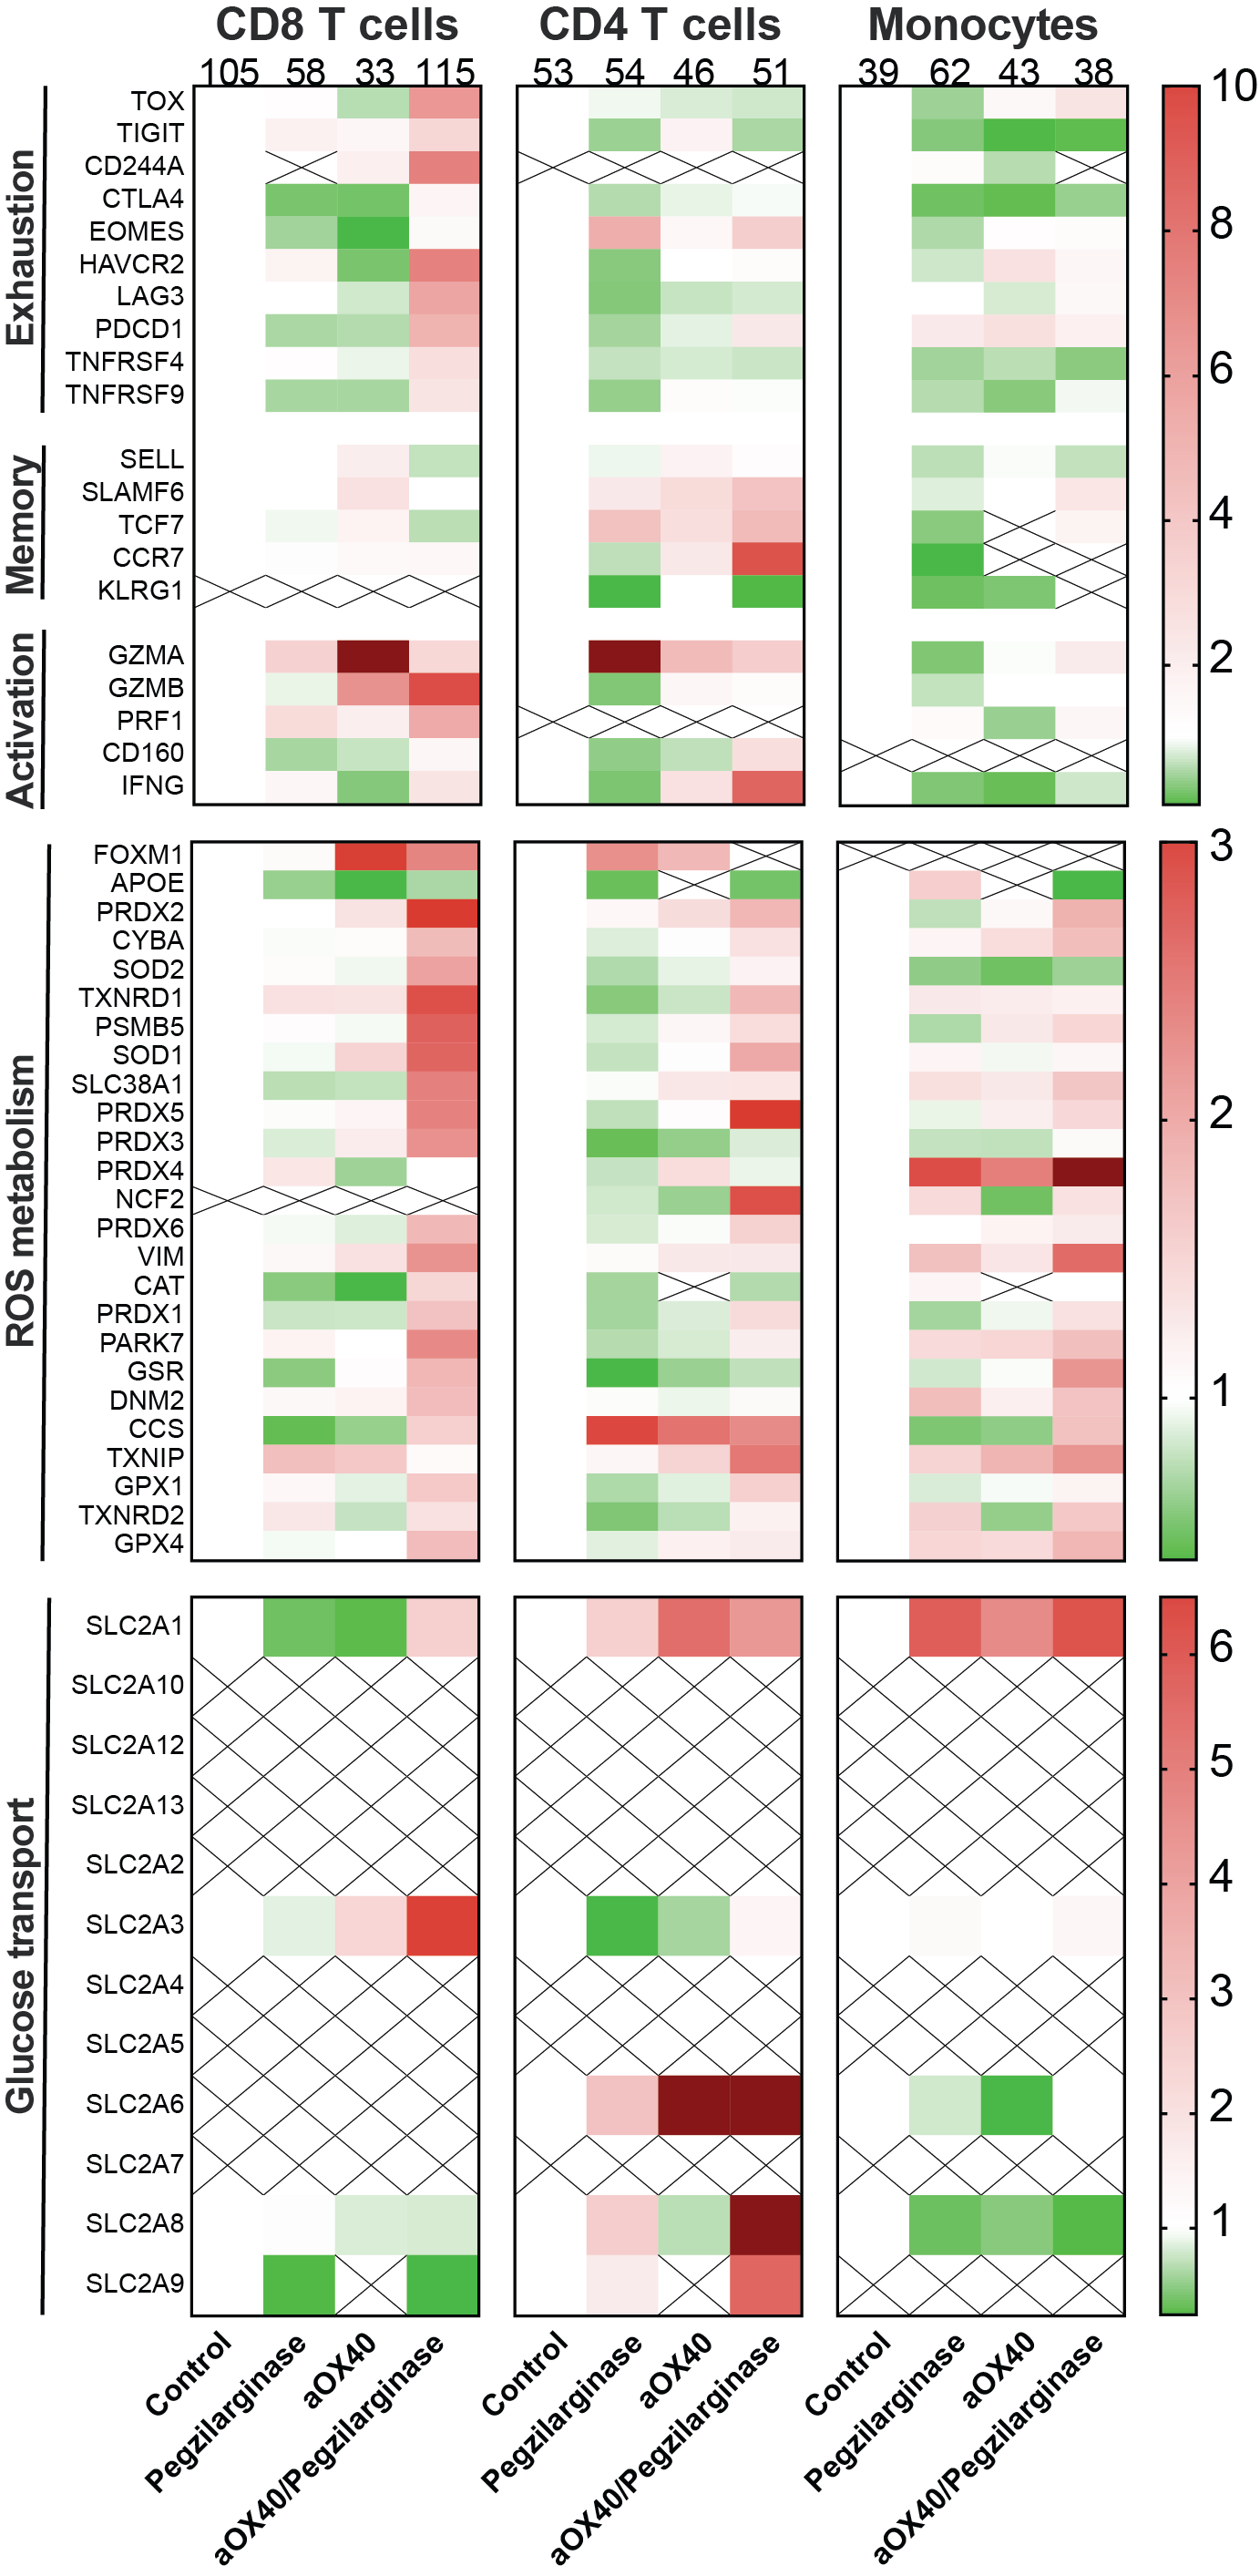 CD8 T cells CD4 T cells Monocytes
105 58 33 115 53 54 46 51 39 62 43 38
Exhaustion
TOX
TIGIT
CD244A
CTLA4
EOMES
HAVCR2
LAG3
PDCD1
TNFRSF4
TNFRSF9
Memory
SELL
SLAMF6
TCF7
CCR7
KLRG1
Activation
GZMA
GZMB
PRF1
CD160
IFNG
10
8
6
4
2
ROS metabolism
FOXM1
APOE
PRDX2
CYBA
SOD2
TXNRD1
PSMB5
SOD1
SLC38A1
PRDX5
PRDX3
PRDX4
NCF2
PRDX6
VIM
CAT
PRDX1
PARK7
GSR
DNM2
CCS
TXNIP
GPX1
TXNRD2
GPX4
3
2
1
Glucose transport
SLC2A1
SLC2A10
SLC2A12
SLC2A13
SLC2A2
SLC2A3
SLC2A4
SLC2A5
SLC2A6
SLC2A7
SLC2A8
SLC2A9
6
5
4
3
2
1
Control
Pegzilarginase
aOX40
aOX40/Pegzilarginase
Control
Pegzilarginase
aOX40
aOX40/Pegzilarginase
Control
Pegzilarginase
aOX40
aOX40/Pegzilarginase